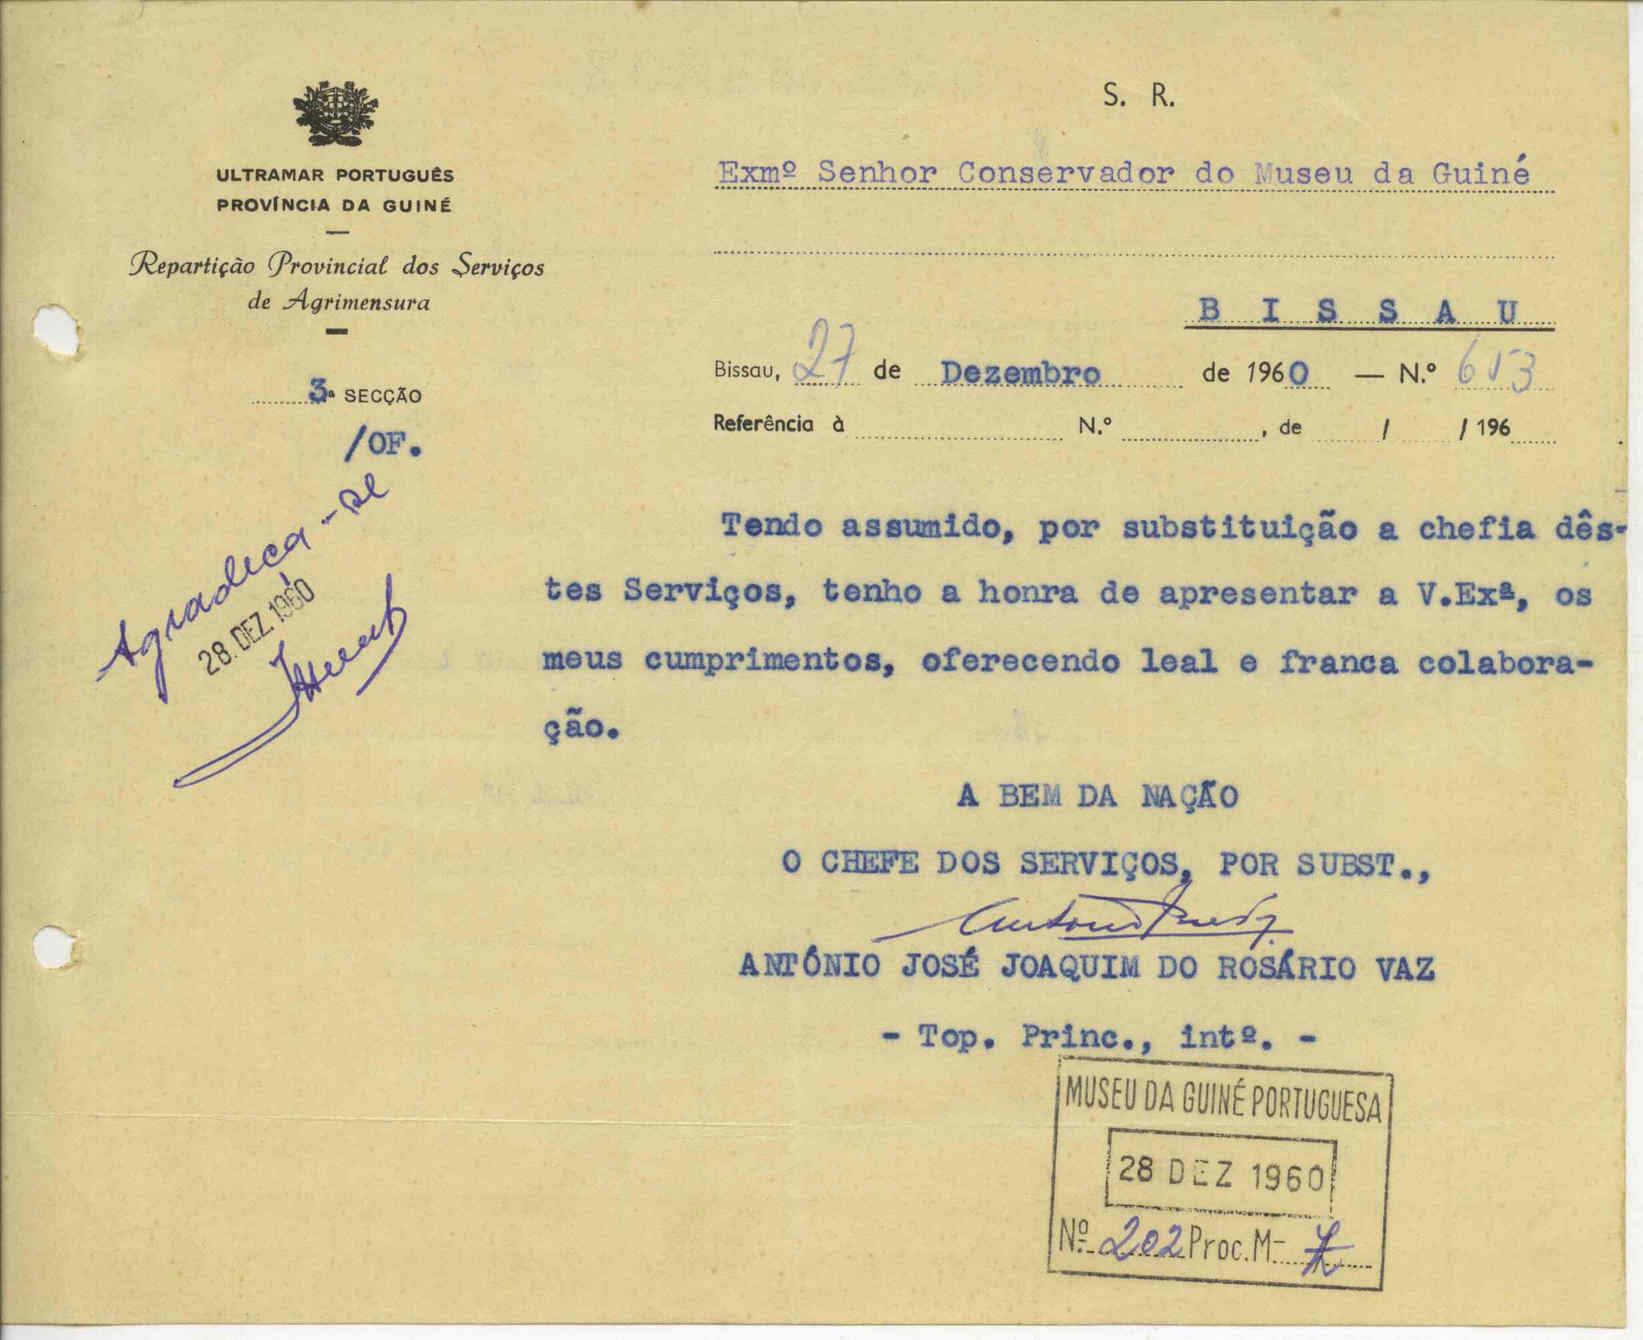 S. R.
ULTRAMAR PORTUGUÊS
PROVÍNCIA DA GUINÉ
Repartição Provincial dos Serviços
de Agrimensura
3ª SECÇÃO
/OF.
Exmº Senhor Conservador do Museu da Guiné
B I S S A U
Bissau, 27 de Dezembro de 1960 — N.º 613
Referência à N.º , de / / 196
Agradeça-se
28.DEZ.1960
Tendo assumido, por substituição a chefia dês-
tes Serviços, tenho a honra de apresentar a V.Exª, os
meus cumprimentos, oferecendo leal e franca colabora-
ção.
A BEM DA NAÇÃO
O CHEFE DOS SERVIÇOS, POR SUBST.,
ANTÔNIO JOSÉ JOAQUIM DO ROSÁRIO VAZ
- Top. Princ., intº. -
MUSEU DA GUINÉ PORTUGUESA
28 DEZ 1960
Nº 202 Proc. M-